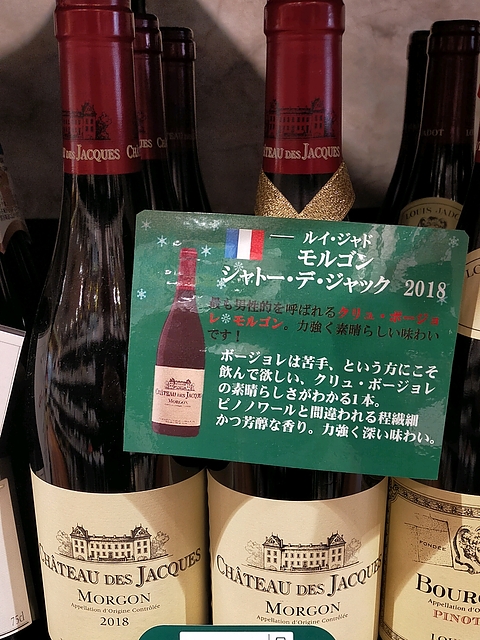 CHÂTEAU DES JACQUES
CHÂTEAU DES JACQUES
LOUIS JADOT
ルイ・ジャド
モルゴン
シャトー・デ・ジャック 2018
最も男性的を呼ばれるクリュ・ボージョ
レ モルゴン。力強く素晴らしい味わい
です!
ボージョレは苦手、という方にこそ
飲んで欲しい、クリュ・ボージョレ
の素晴らしさがわかる1本。
ピノノワールと間違われる程繊細
かつ芳醇な香り。力強く深い味わい。
CHÂTEAU DES JACQUES
MORGON
CHÂTEAU DES JACQUES
MORGON
Appellation d'Origine Contrôlée
2018
75cl
CHÂTEAU DES JACQUES
MORGON
Appellation d'Origine Contrôlée
FONDÉE
BOUR
PINOT